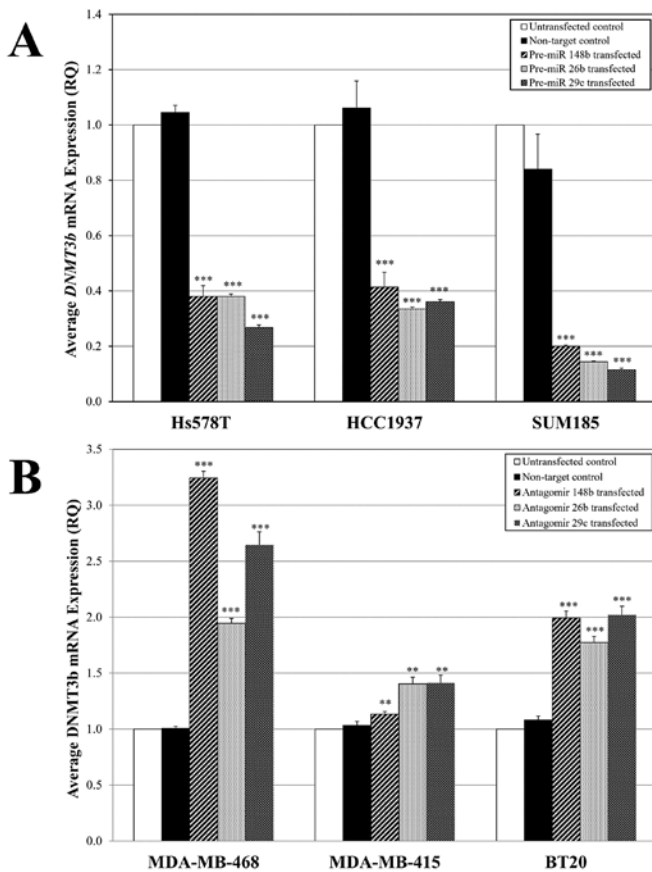 A
1.4
1.2
1.0
0.8
0.6
0.4
0.2
0.0
Average DNMT3b mRNA Expression (RQ)
Untransfected control
Non-target control
Pre-miR 148b transfected
Pre-miR 26b transfected
Pre-miR 29c transfected
*** *** ***
*** *** ***
*** *** ***
Hs578T HCC1937 SUM185
B
3.5
3.0
2.5
2.0
1.5
1.0
0.5
0.0
Average DNMT3b mRNA Expression (RQ)
Untransfected control
Non-target control
Antagomir 148b transfected
Antagomir 26b transfected
Antagomir 29c transfected
*** *** ***
** ** **
*** *** ***
MDA-MB-468 MDA-MB-415 BT20